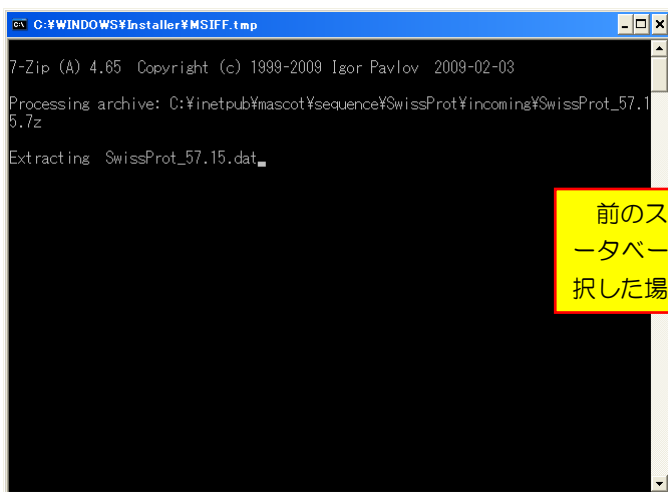 C:¥WINDOWS¥Installer¥MSIFF.tmp
7-Zip (A) 4.65 Copyright (c) 1999-2009 Igor Pavlov 2009-02-03
Processing archive: C:¥inetpub¥mascot¥sequence¥SwissProt¥incoming¥SwissProt_57.1
5.7z
Extracting SwissProt_57.15.dat
前のス
ータベー
択した場